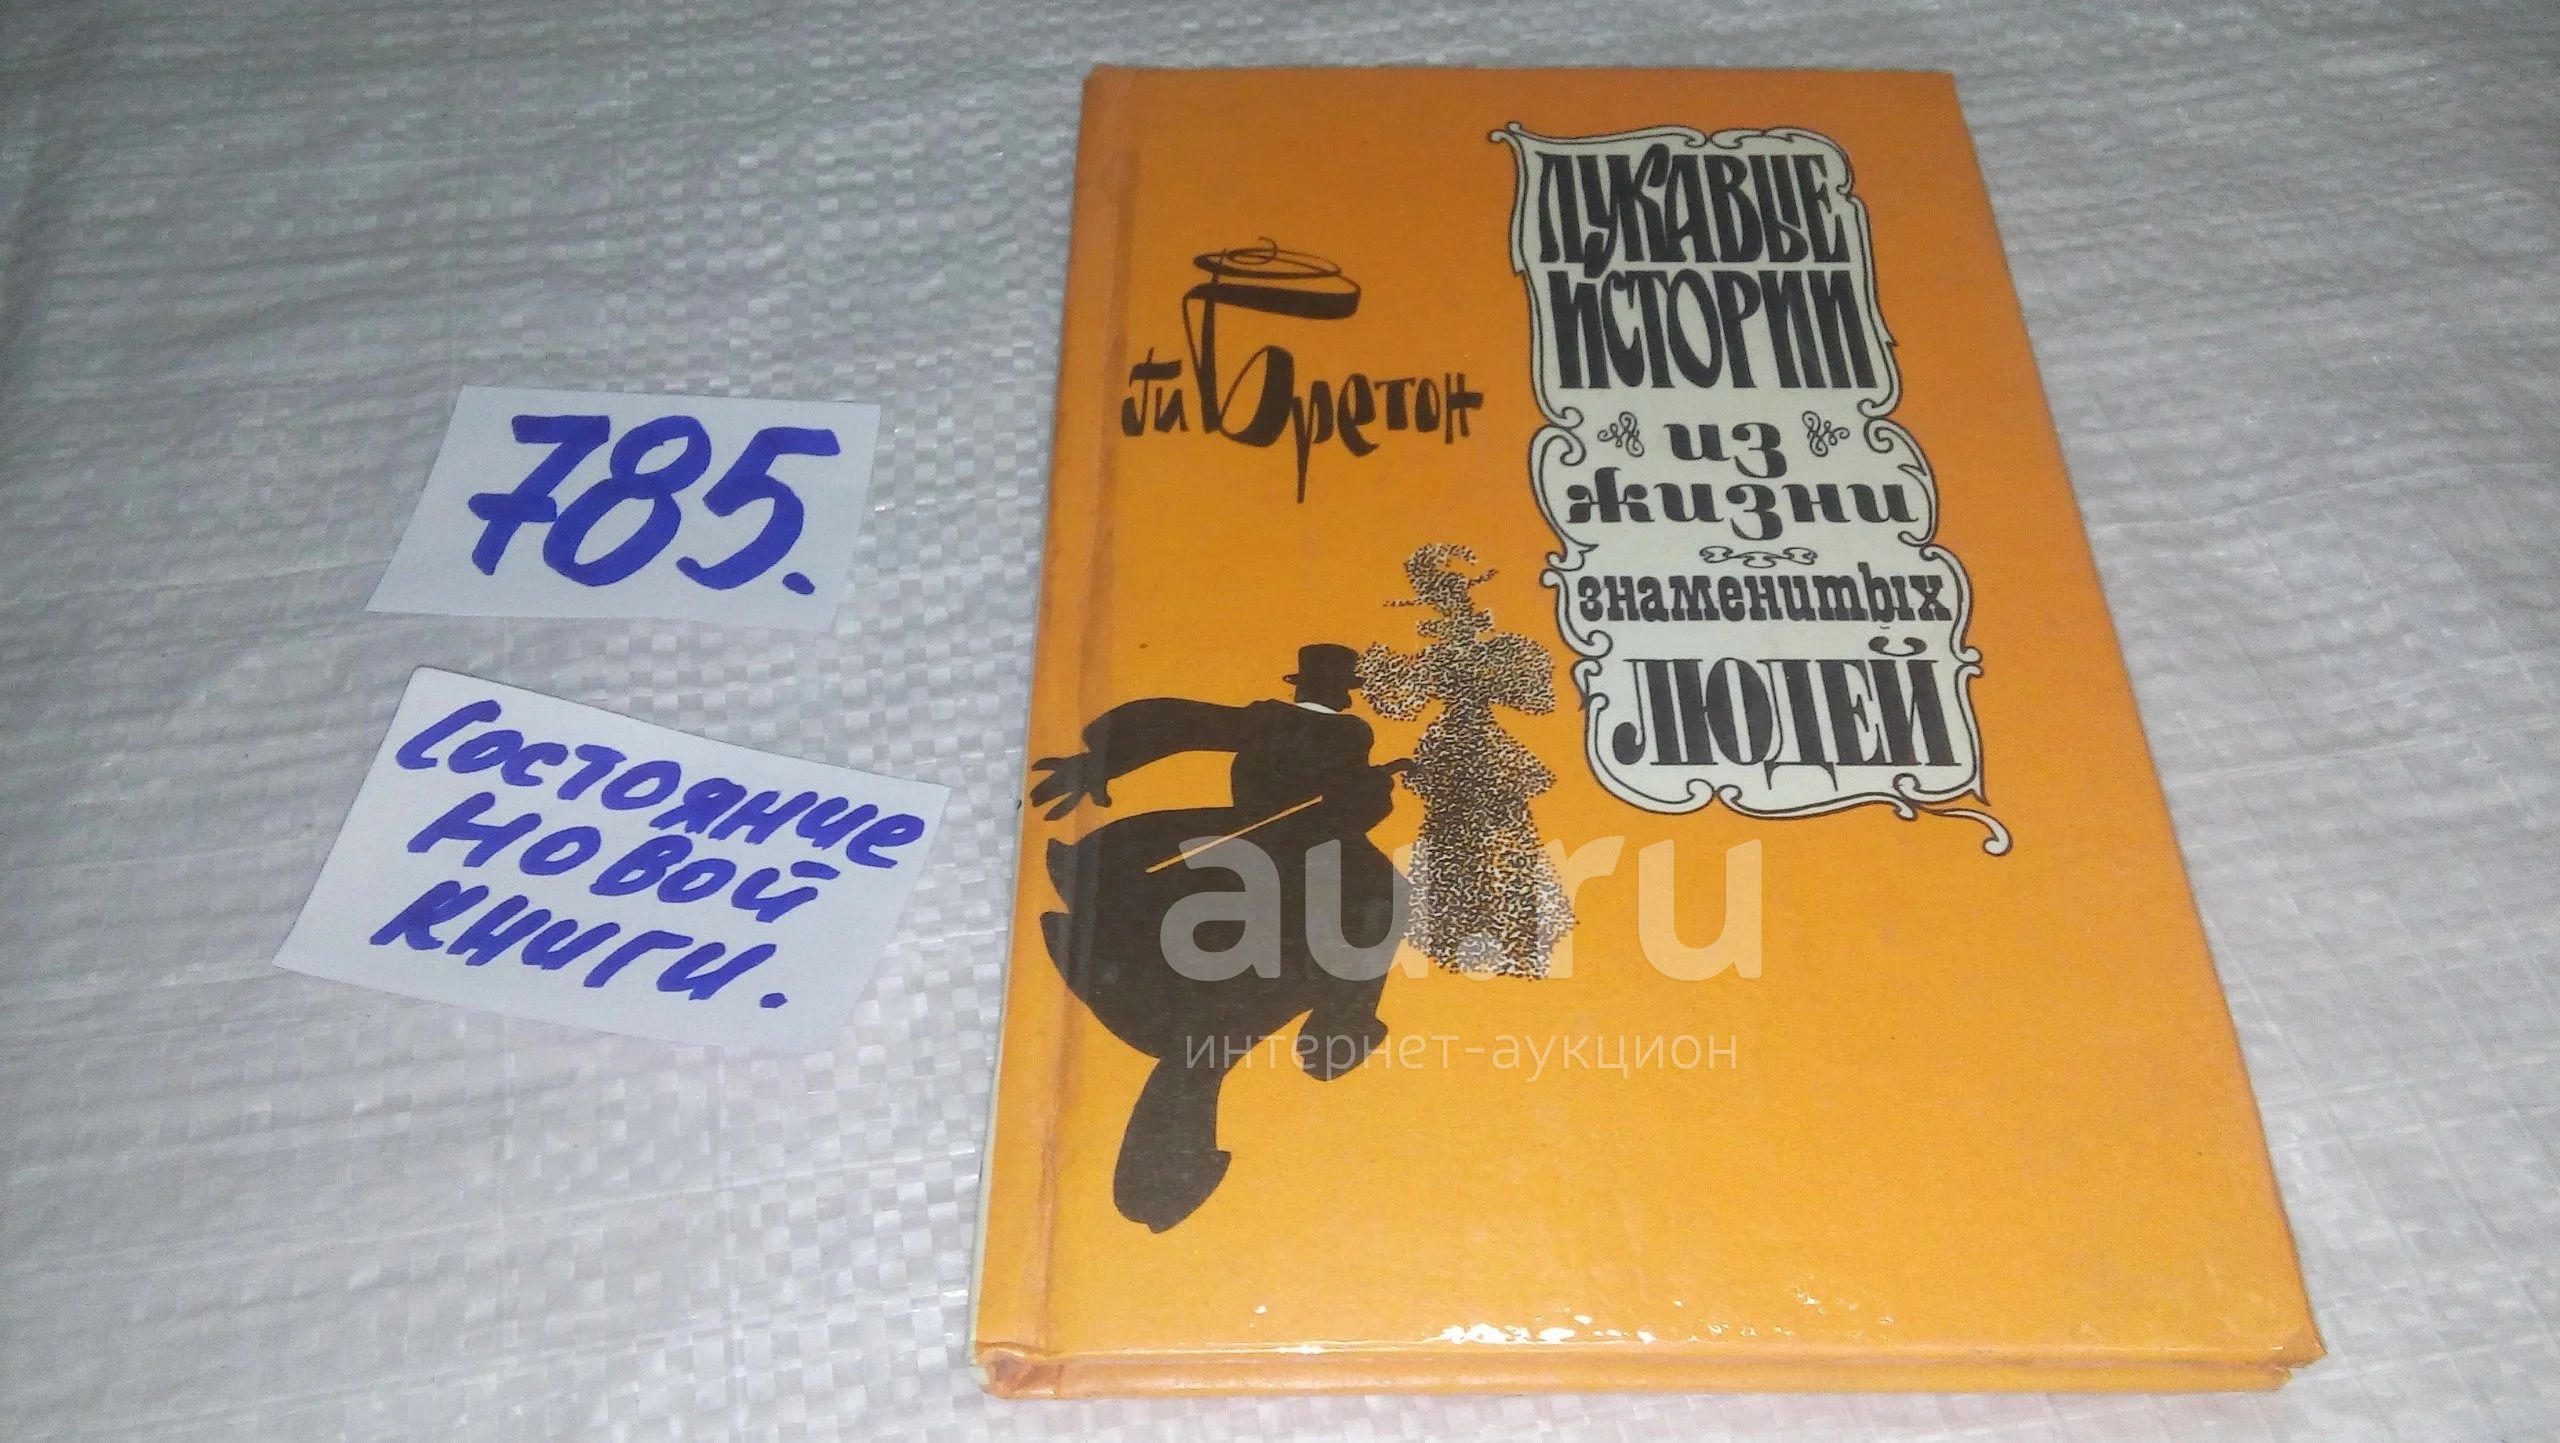 785.
Состояние
новой
книги.
Ги Бретон
ЛУКАВЫЕ
ИСТОРИИ
из
жизни
знаменитых
ЛЮДЕЙ
au.ru
интернет-аукцион